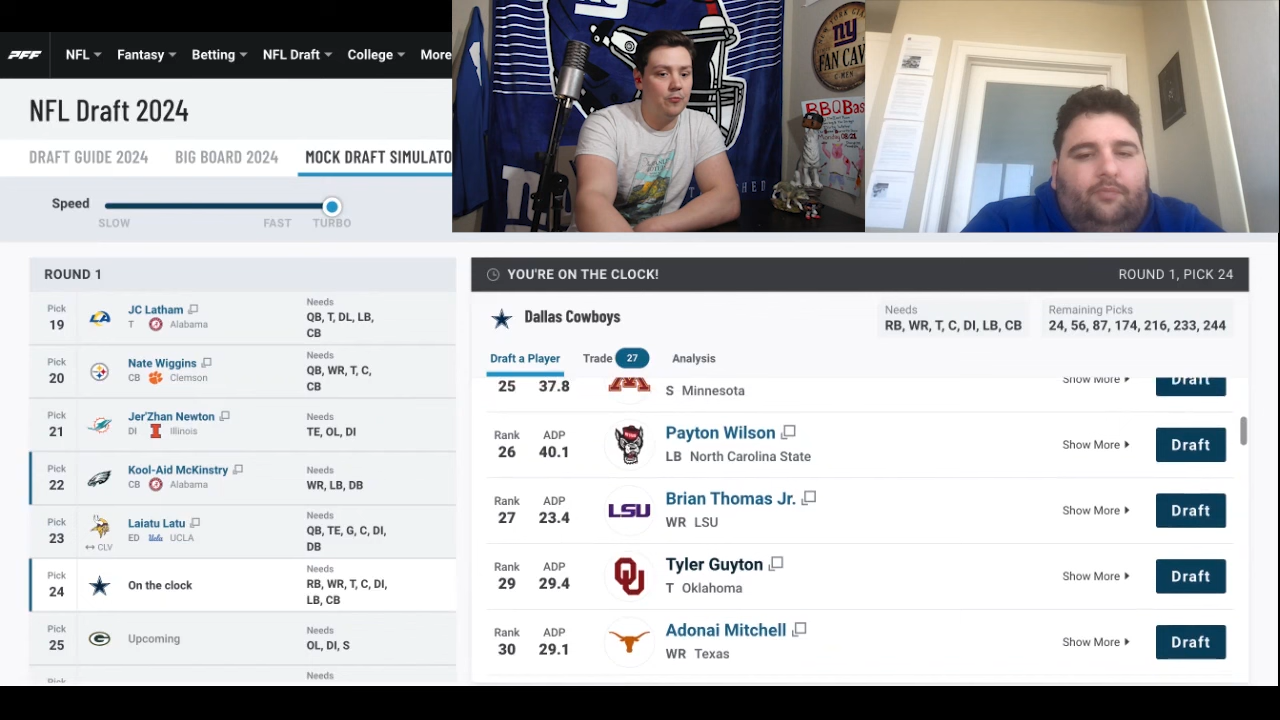 PFF NFL Fantasy Betting NFL Draft College More
NFL Draft 2024
DRAFT GUIDE 2024 BIG BOARD 2024 MOCK DRAFT SIMULATO
Speed
SLOW FAST TURBO
ny
NEW YORK GIANTS
FAN CAVE
BBQ Bas
ROUND 1
Pick 19
JC Latham
T Alabama
Needs
QB, T, DL, LB,
CB
Pick 20
Nate Wiggins
CB Clemson
Needs
QB, WR, T, C,
CB
Pick 21
Jer'Zhan Newton
DI Illinois
Needs
TE, OL, DI
Pick 22
Kool-Aid McKinstry
CB Alabama
Needs
WR, LB, DB
Pick 23
↔ CLV
Laiatu Latu
ED UCLA
Needs
QB, TE, G, C, DI,
DB
Pick 24
On the clock
Needs
RB, WR, T, C, DI,
LB, CB
Pick 25
Upcoming
Needs
OL, DI, S
Pick
Needs
YOU'RE ON THE CLOCK! ROUND 1, PICK 24
Dallas Cowboys
Needs
RB, WR, T, C, DI, LB, CB
Remaining Picks
24, 56, 87, 174, 216, 233, 244
Draft a Player Trade 27 Analysis
25 37.8 S Minnesota Show More Draft
Rank 26 ADP 40.1
Payton Wilson
LB North Carolina State
Show More Draft
Rank 27 ADP 23.4
LSU
Brian Thomas Jr.
WR LSU
Show More Draft
Rank 29 ADP 29.4
Tyler Guyton
T Oklahoma
Show More Draft
Rank 30 ADP 29.1
Adonai Mitchell
WR Texas
Show More Draft